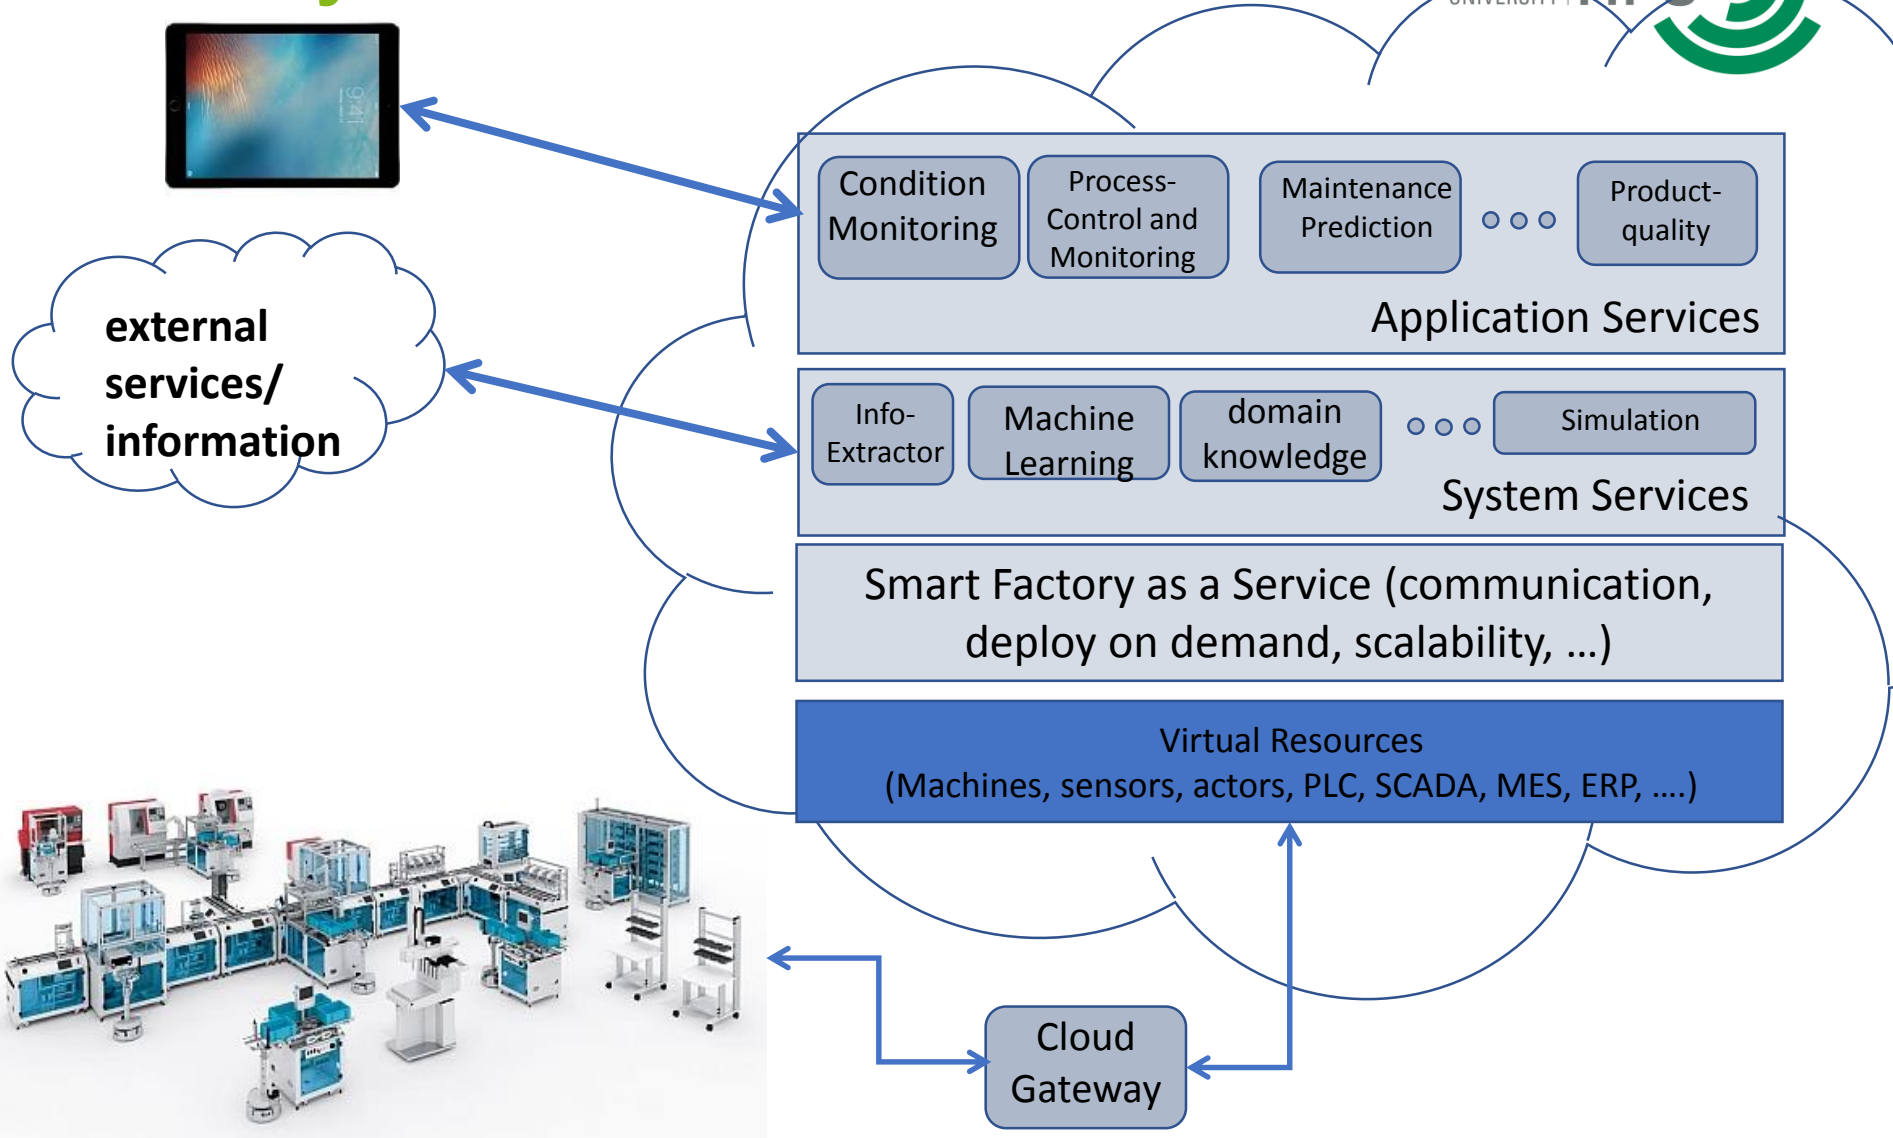 9:41
Condition
Monitoring
Process-
Control and
Monitoring
Maintenance
Prediction
Product-
quality
Application Services
external
services/
information
Info-
Extractor
Machine
Learning
domain
knowledge
Simulation
System Services
Smart Factory as a Service (communication,
deploy on demand, scalability, ...)
Virtual Resources
(Machines, sensors, actors, PLC, SCADA, MES, ERP, ....)
Cloud
Gateway